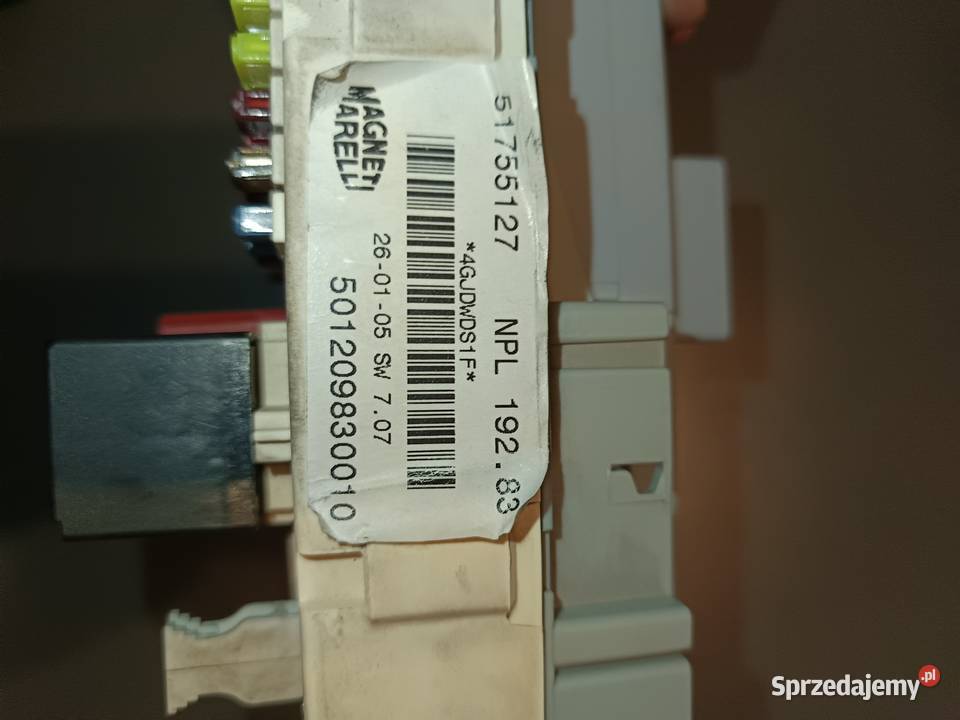 51755127 NPL 192.83
*4GJDWDS1F*
MAGNETI
MARELLI
26-01-05 SW 7.07
501209830010
Sprzedajemy.pl